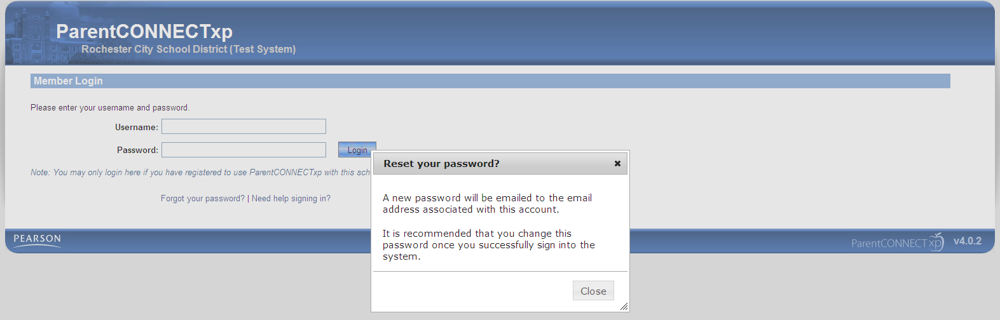 ParentCONNECTxp
Rochester City School District (Test System)
Member Login
Please enter your username and password.
Username:
Password:
Login
Note: You may only login here if you have registered to use ParentCONNECTxp with this sch
Forgot your password? | Need help signing in?
Reset your password?
A new password will be emailed to the email
address associated with this account.
It is recommended that you change this
password once you successfully sign into the
system.
Close
PEARSON
ParentCONNECTxp v4.0.2